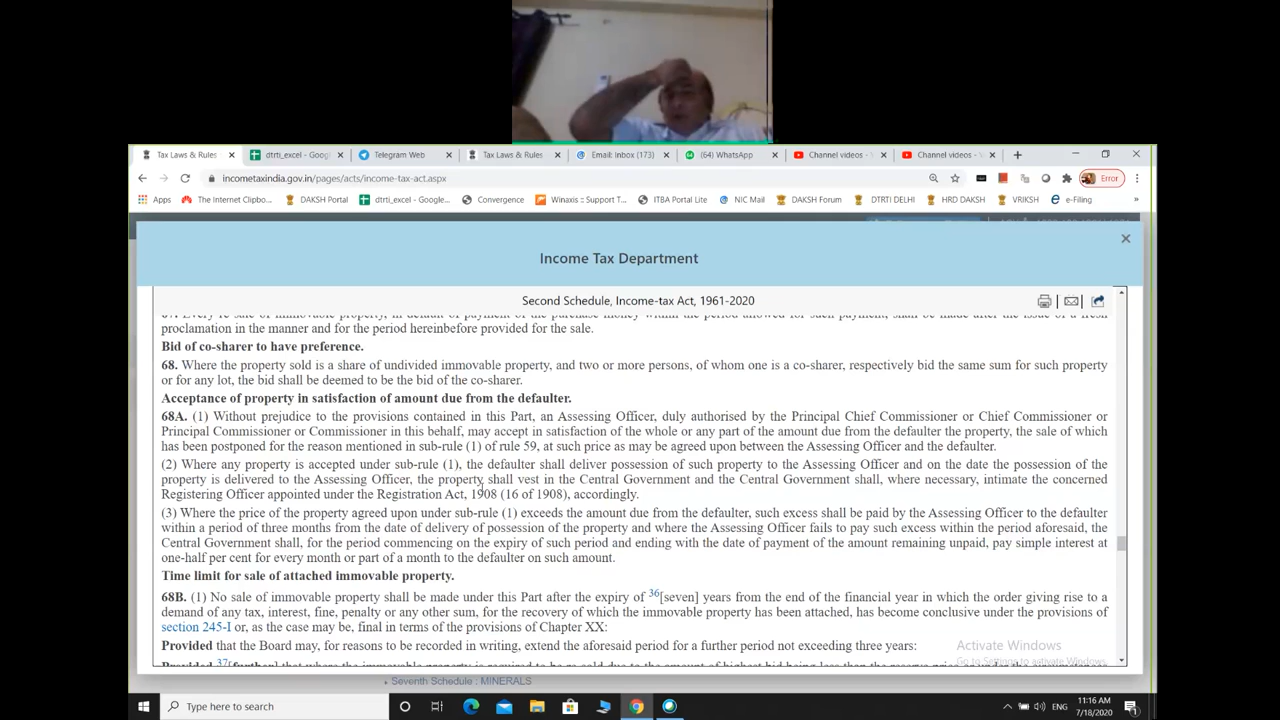 Tax Laws & Rules dtrti_excel - Goog Telegram Web Tax Laws & Rules Email: Inbox (173) (64) WhatsApp Channel videos - Channel videos -
incometaxindia.gov.in/pages/acts/income-tax-act.aspx Error
Apps The Internet Clipbo... DAKSH Portal dtrti_excel - Google... Convergence Winaxis :: Support T... ITBA Portal Lite NIC Mail DAKSH Forum DTRTI DELHI HRD DAKSH VRIKSH e-Filing »
Income Tax Department
Second Schedule, Income-tax Act, 1961-2020
proclamation in the manner and for the period hereinbefore provided for the sale.
Bid of co-sharer to have preference.
68. Where the property sold is a share of undivided immovable property, and two or more persons, of whom one is a co-sharer, respectively bid the same sum for such property
or for any lot, the bid shall be deemed to be the bid of the co-sharer.
Acceptance of property in satisfaction of amount due from the defaulter.
68A. (1) Without prejudice to the provisions contained in this Part, an Assessing Officer, duly authorised by the Principal Chief Commissioner or Chief Commissioner or
Principal Commissioner or Commissioner in this behalf, may accept in satisfaction of the whole or any part of the amount due from the defaulter the property, the sale of which
has been postponed for the reason mentioned in sub-rule (1) of rule 59, at such price as may be agreed upon between the Assessing Officer and the defaulter.
(2) Where any property is accepted under sub-rule (1), the defaulter shall deliver possession of such property to the Assessing Officer and on the date the possession of the
property is delivered to the Assessing Officer, the property shall vest in the Central Government and the Central Government shall, where necessary, intimate the concerned
Registering Officer appointed under the Registration Act, 1908 (16 of 1908), accordingly.
(3) Where the price of the property agreed upon under sub-rule (1) exceeds the amount due from the defaulter, such excess shall be paid by the Assessing Officer to the defaulter
within a period of three months from the date of delivery of possession of the property and where the Assessing Officer fails to pay such excess within the period aforesaid, the
Central Government shall, for the period commencing on the expiry of such period and ending with the date of payment of the amount remaining unpaid, pay simple interest at
one-half per cent for every month or part of a month to the defaulter on such amount.
Time limit for sale of attached immovable property.
68B. (1) No sale of immovable property shall be made under this Part after the expiry of 36[seven] years from the end of the financial year in which the order giving rise to a
demand of any tax, interest, fine, penalty or any other sum, for the recovery of which the immovable property has been attached, has become conclusive under the provisions of
section 245-I or, as the case may be, final in terms of the provisions of Chapter XX:
Provided that the Board may, for reasons to be recorded in writing, extend the aforesaid period for a further period not exceeding three years:
Activate Windows
Go to Settings to activate Windows.
Seventh Schedule : MINERALS
Type here to search ENG 11:16 AM
7/18/2020